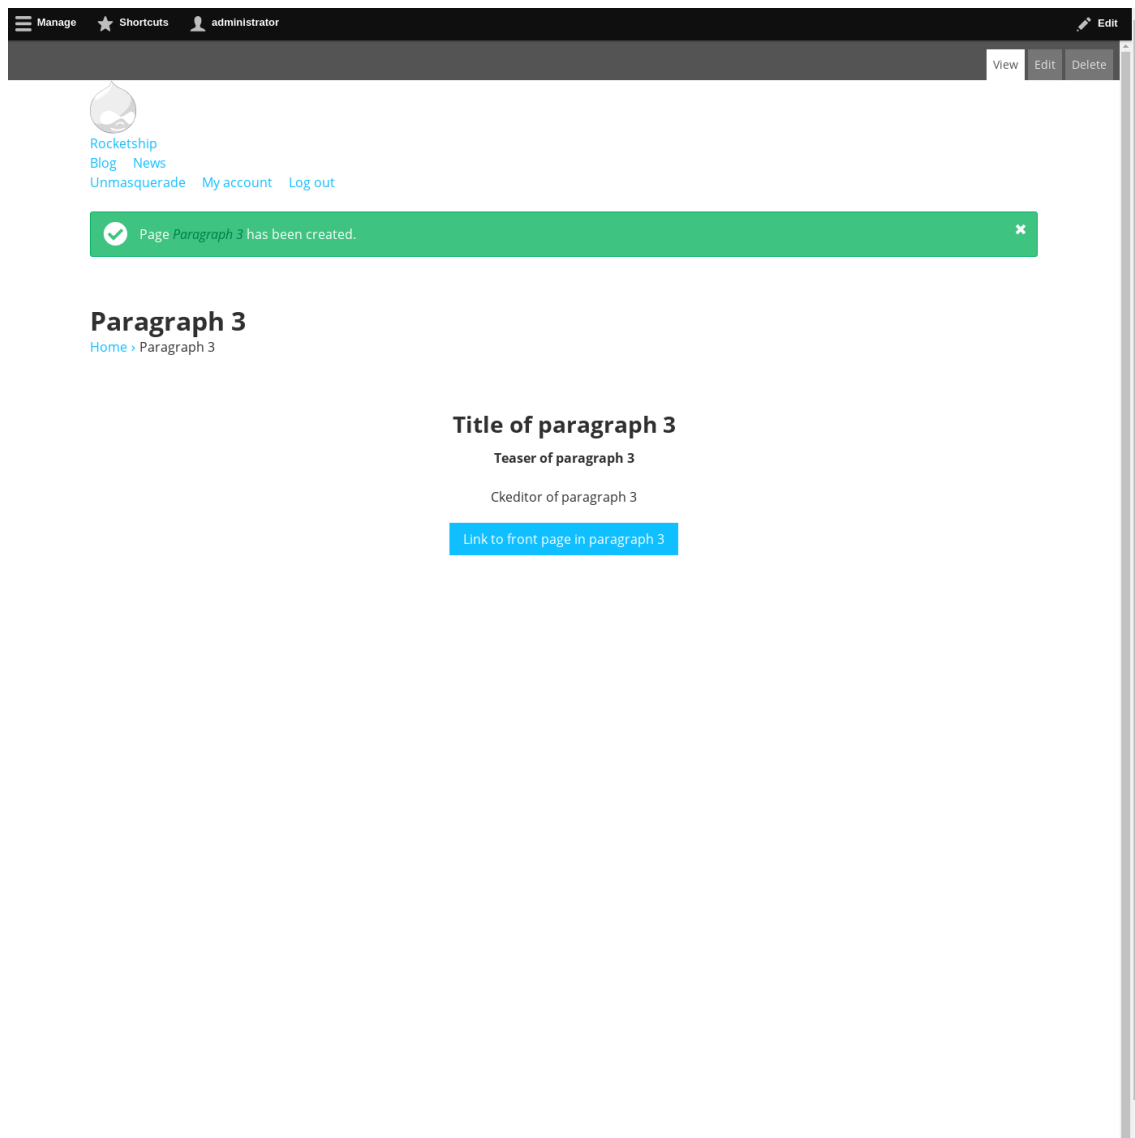 Manage Shortcuts administrator Edit
View Edit Delete
Rocketship
Blog News
Unmasquerade My account Log out
Page Paragraph 3 has been created.
Paragraph 3
Home › Paragraph 3
Title of paragraph 3
Teaser of paragraph 3
Ckeditor of paragraph 3
Link to front page in paragraph 3